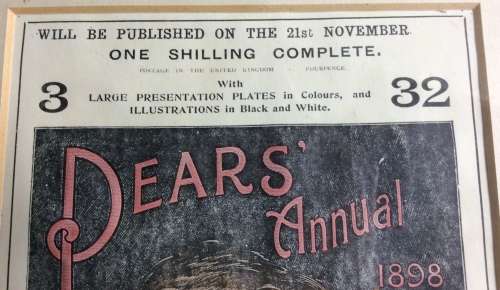 WILL BE PUBLISHED ON THE 21st NOVEMBER
ONE SHILLING COMPLETE.
POSTAGE IN THE UNITED KINGDOM - FOURPENCE.
With
3 LARGE PRESENTATION PLATES in Colours, and 32
ILLUSTRATIONS in Black and White.
PEARS'
Annual
1898